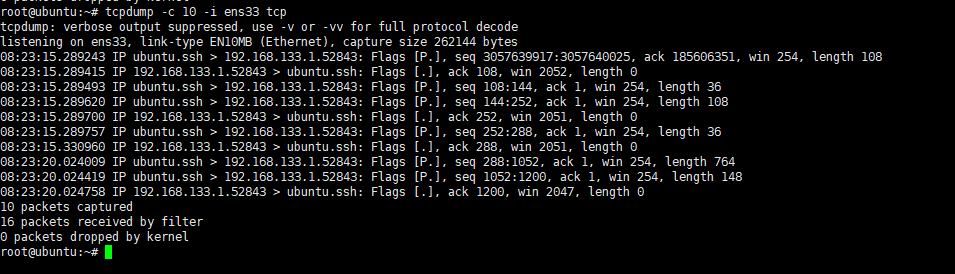 0 packets dropped by kernel
root@ubuntu:~# tcpdump -c 10 -i ens33 tcp
tcpdump: verbose output suppressed, use -v or -vv for full protocol decode
listening on ens33, link-type EN10MB (Ethernet), capture size 262144 bytes
08:23:15.289243 IP ubuntu.ssh > 192.168.133.1.52843: Flags [P.], seq 3057639917:3057640025, ack 185606351, win 254, length 108
08:23:15.289415 IP 192.168.133.1.52843 > ubuntu.ssh: Flags [.], ack 108, win 2052, length 0
08:23:15.289493 IP ubuntu.ssh > 192.168.133.1.52843: Flags [P.], seq 108:144, ack 1, win 254, length 36
08:23:15.289620 IP ubuntu.ssh > 192.168.133.1.52843: Flags [P.], seq 144:252, ack 1, win 254, length 108
08:23:15.289700 IP 192.168.133.1.52843 > ubuntu.ssh: Flags [.], ack 252, win 2051, length 0
08:23:15.289757 IP ubuntu.ssh > 192.168.133.1.52843: Flags [P.], seq 252:288, ack 1, win 254, length 36
08:23:15.330960 IP 192.168.133.1.52843 > ubuntu.ssh: Flags [.], ack 288, win 2051, length 0
08:23:20.024009 IP ubuntu.ssh > 192.168.133.1.52843: Flags [P.], seq 288:1052, ack 1, win 254, length 764
08:23:20.024419 IP ubuntu.ssh > 192.168.133.1.52843: Flags [P.], seq 1052:1200, ack 1, win 254, length 148
08:23:20.024758 IP 192.168.133.1.52843 > ubuntu.ssh: Flags [.], ack 1200, win 2047, length 0
10 packets captured
16 packets received by filter
0 packets dropped by kernel
root@ubuntu:~#